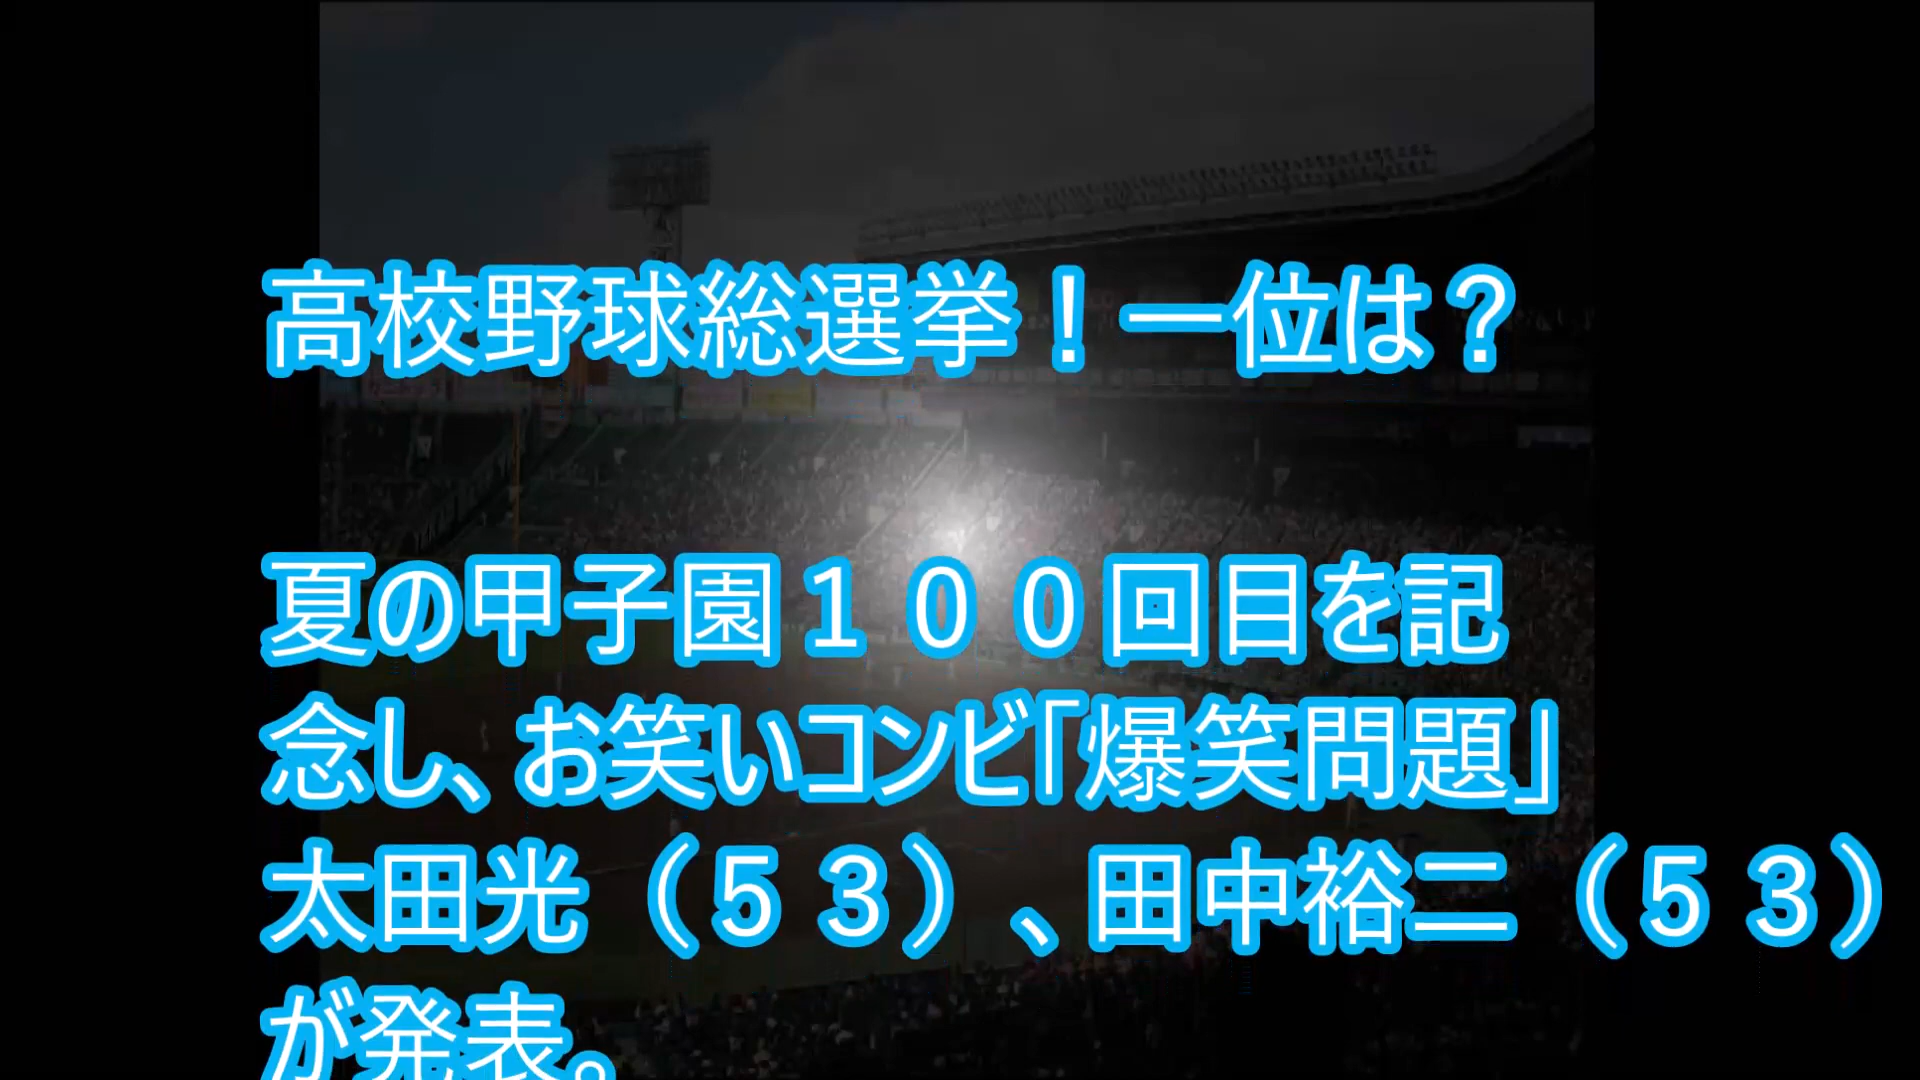 高校野球総選挙！一位は？
夏の甲子園１００回目を記
念し、お笑いコンビ「爆笑問題」
太田光（５３）、田中裕二（５３）
が発表。